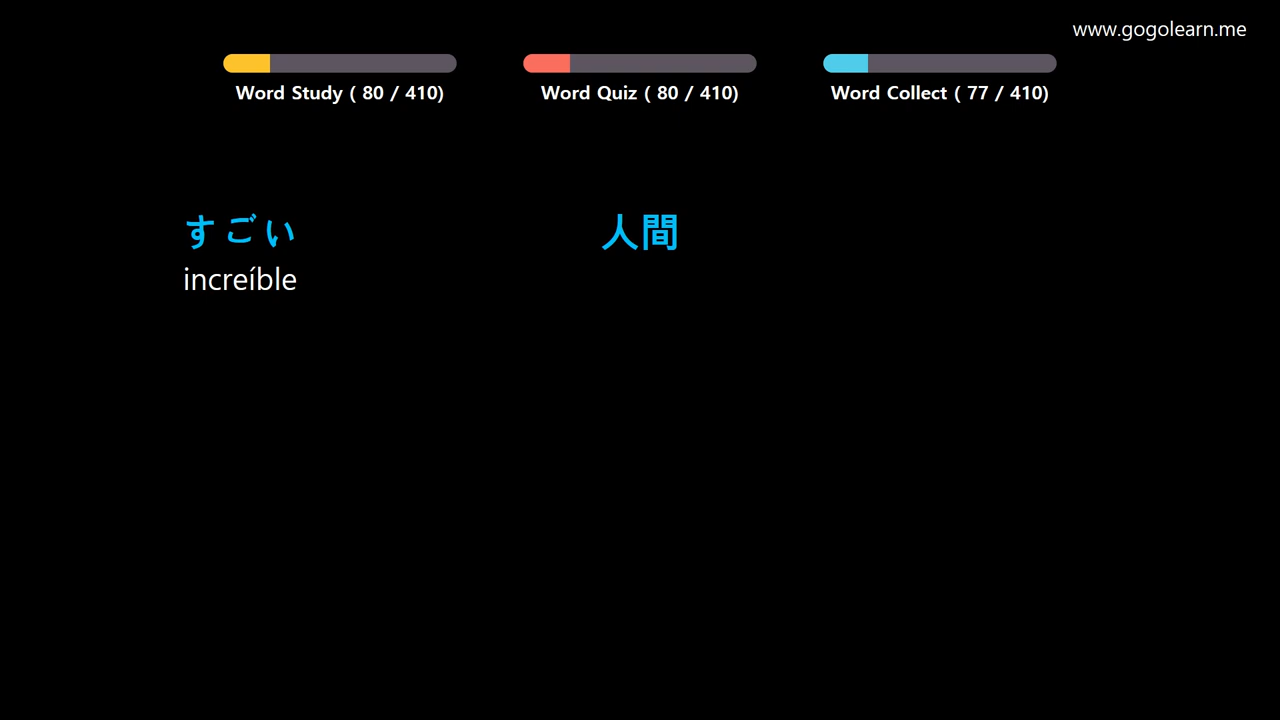 www.gogolearn.me
Word Study ( 80 / 410)
Word Quiz ( 80 / 410)
Word Collect ( 77 / 410)
すごい
increíble
人間